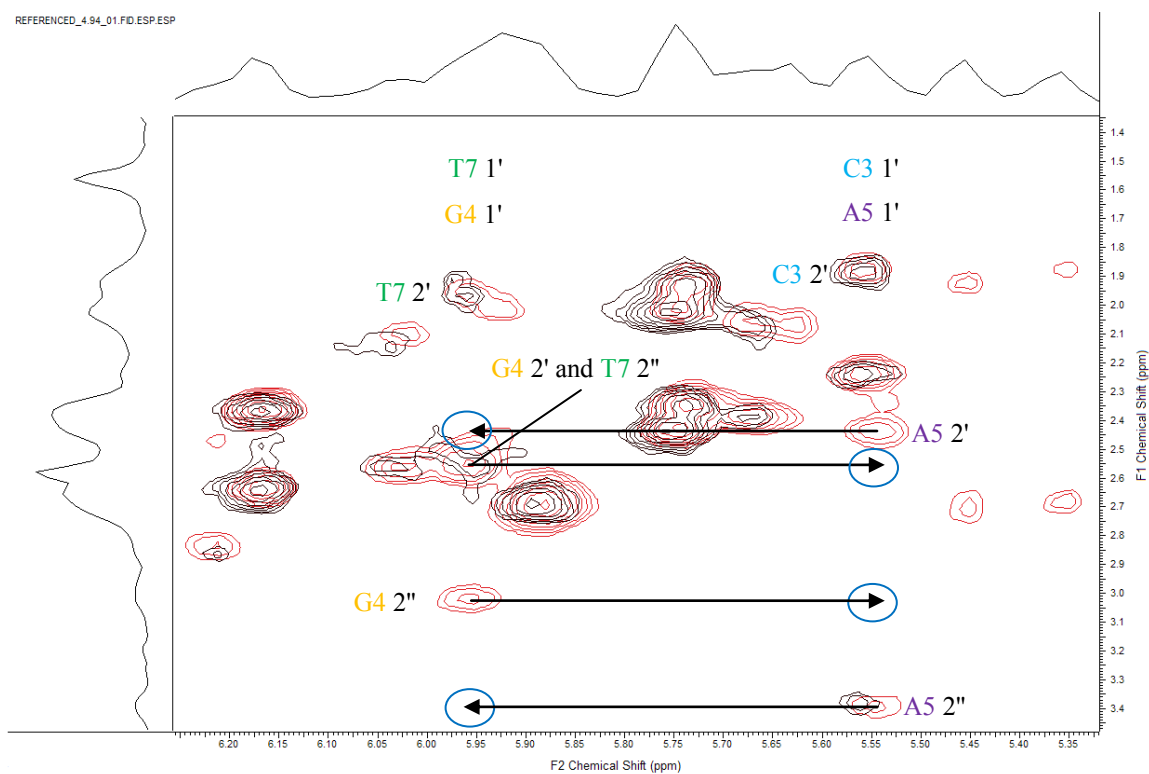 REFERENCED_4.94_01.FID.ESP.ESP
T7 1' C3 1'
G4 1' A5 1'
C3 2'
T7 2'
G4 2' and T7 2"
A5 2'
G4 2"
A5 2"
1.4
1.5
1.6
1.7
1.8
1.9
2.0
2.1
2.2
2.3
2.4
2.5
2.6
2.7
2.8
2.9
3.0
3.1
3.2
3.3
3.4
F1 Chemical Shift (ppm)
6.20 6.15 6.10 6.05 6.00 5.95 5.90 5.85 5.80 5.75 5.70 5.65 5.60 5.55 5.50 5.45 5.40 5.35
F2 Chemical Shift (ppm)